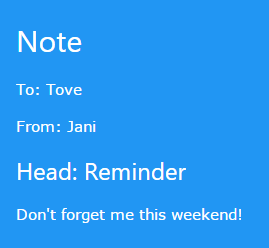 Note
To: Tove
From: Jani
Head: Reminder
Don't forget me this weekend!